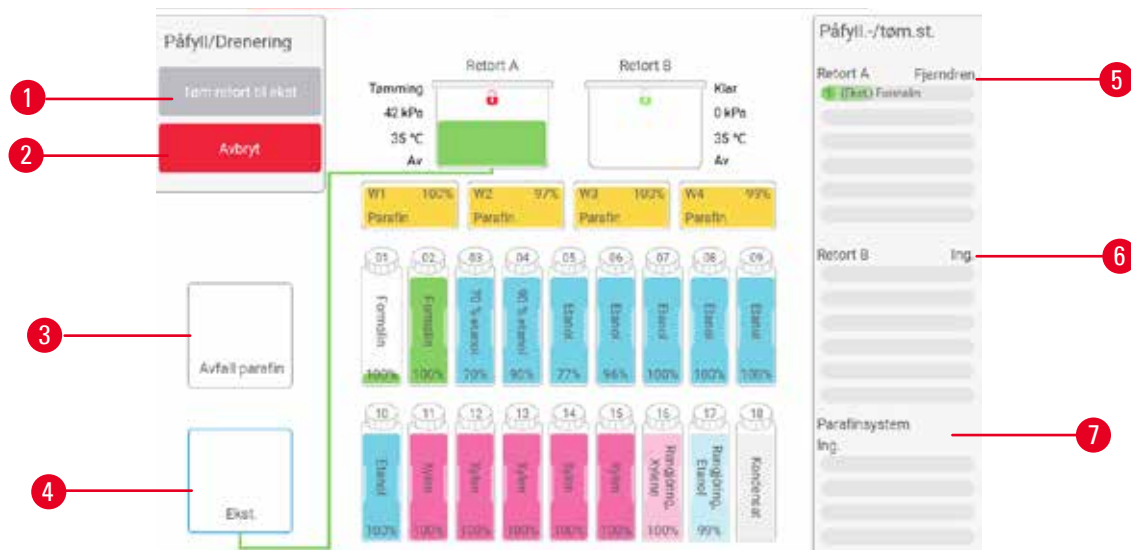 Påfyll/Drenering
Tøm retort til ekst.
Avbryt
1
2
Retort A
Retort B
Tømming
42 kPa
35 °C
Av
Klar
0 kPa
35 °C
Av
W1 100%
Parafin
W2 97%
Parafin
W3 100%
Parafin
W4 99%
Parafin
01
Formalin
100%
02
Formalin
100%
03
70 % etanol
70%
04
90 % etanol
90%
05
Etanol
77%
06
Etanol
96%
07
Etanol
100%
08
Etanol
100%
09
Etanol
100%
10
Etanol
100%
11
Xylen
100%
12
Xylen
100%
13
Xylen
100%
14
Xylen
100%
15
Xylen
100%
16
Rengjøring,
Xylenn
100%
17
Rengjøring,
Etanol
99%
18
Kondensat
3
Avfall parafin
4
Ekst.
Påfyll.-/tøm.st.
Retort A Fjerndren
1 (Ekst.) Formalin
5
Retort B Ing.
6
Parafinsystem
Ing.
7